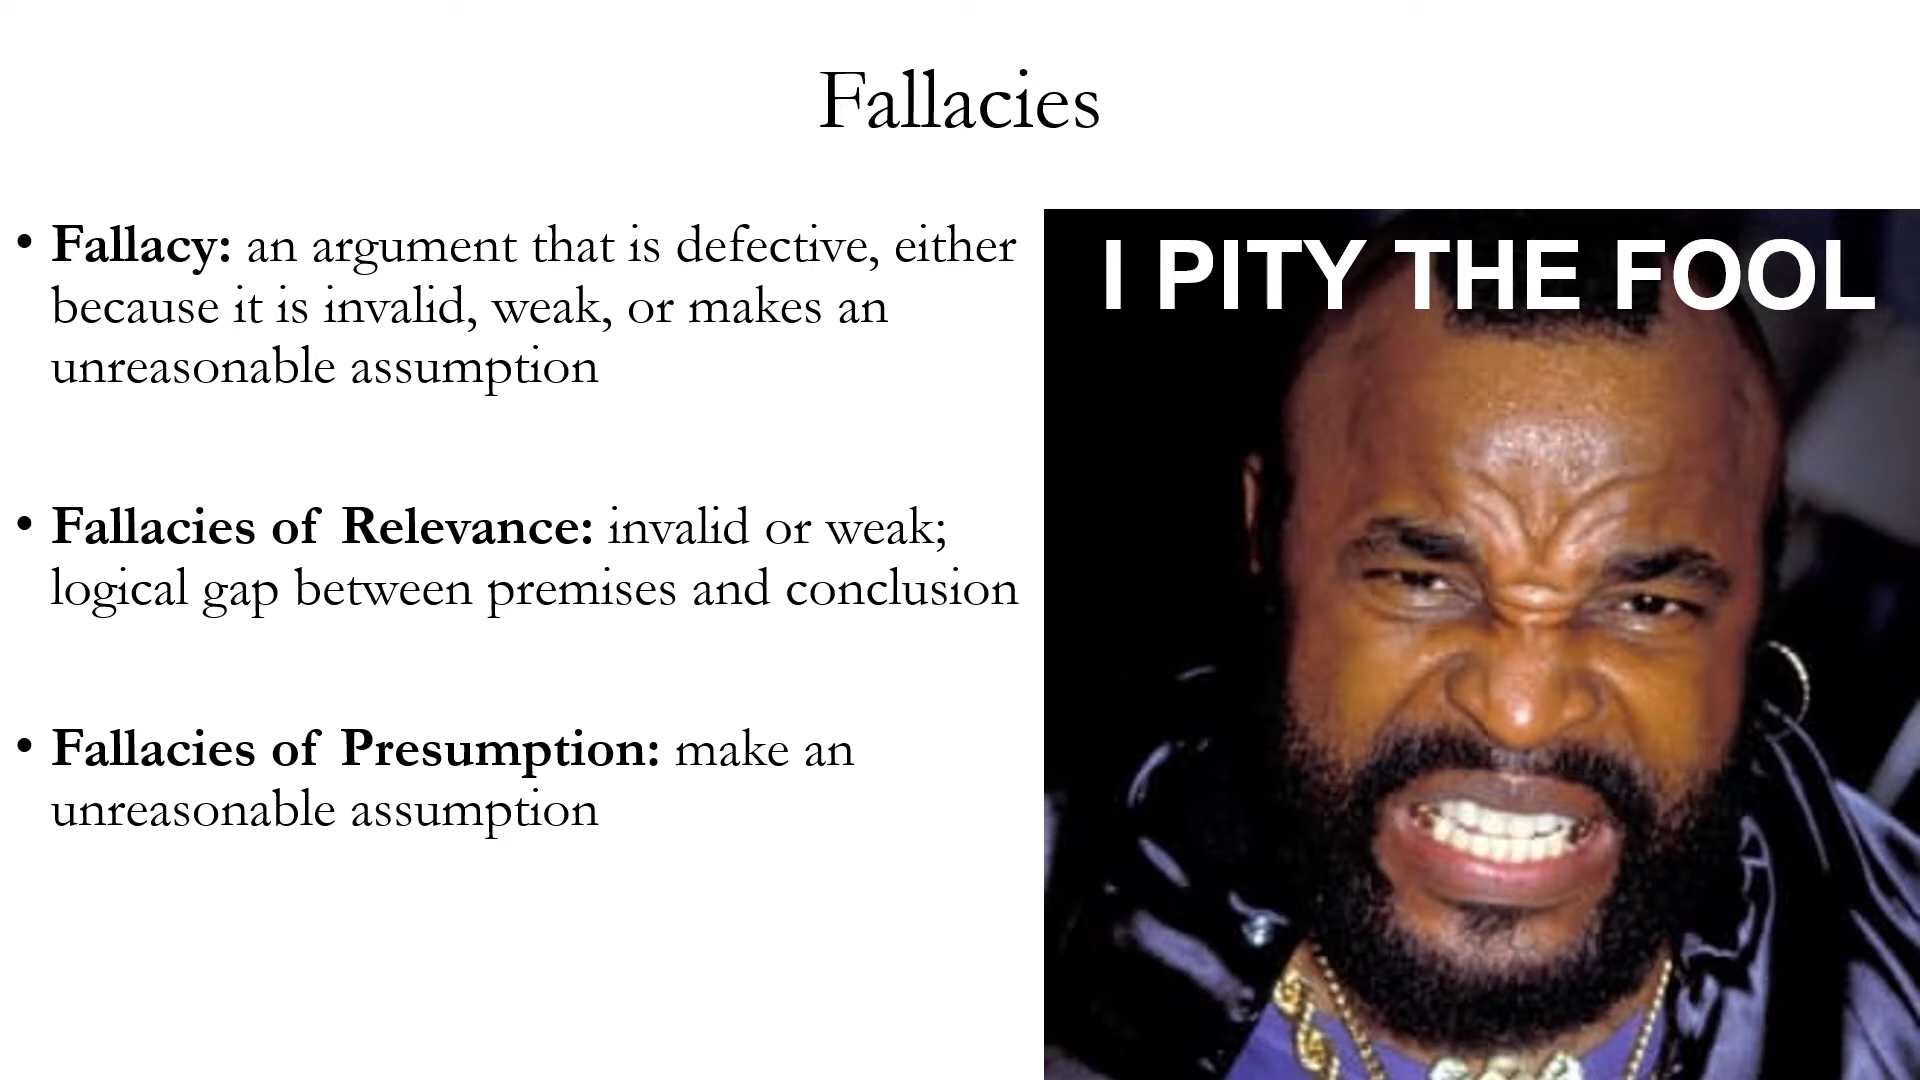 Fallacies
• Fallacy: an argument that is defective, either
because it is invalid, weak, or makes an
unreasonable assumption
• Fallacies of Relevance: invalid or weak;
logical gap between premises and conclusion
• Fallacies of Presumption: make an
unreasonable assumption
I PITY THE FOOL